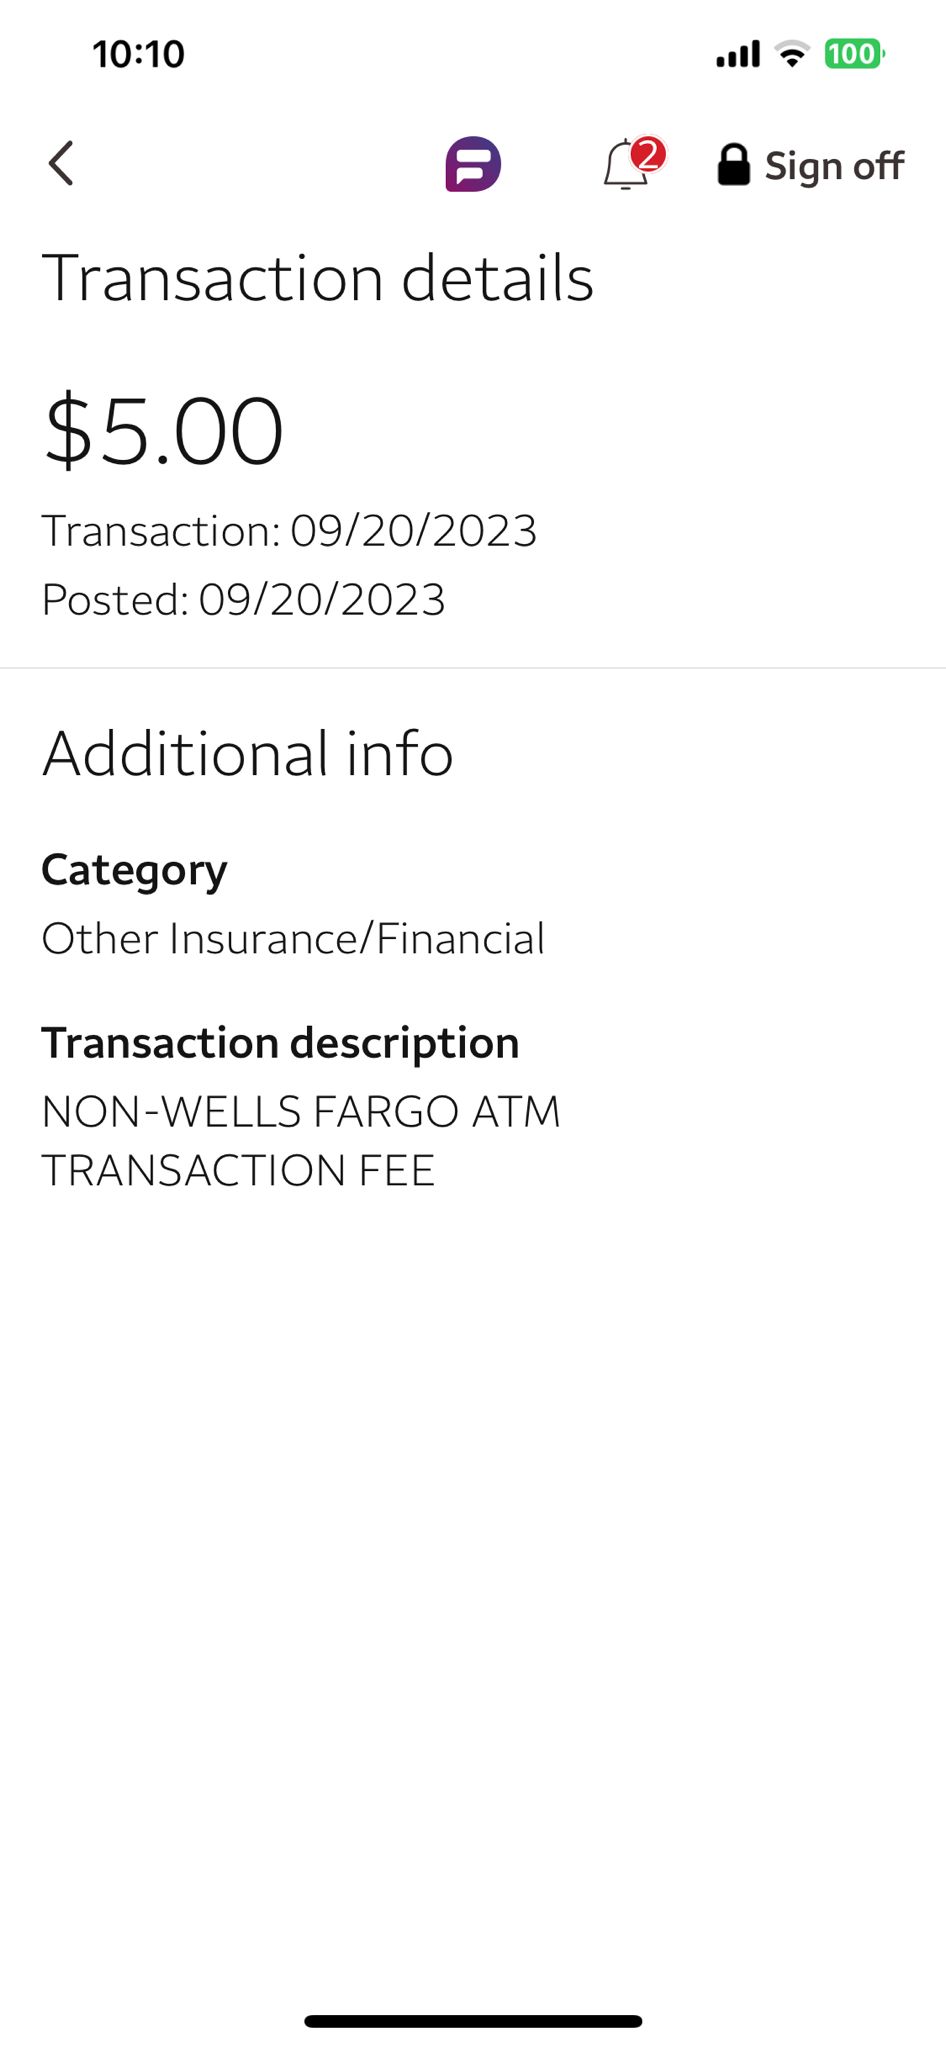 10:10
100
2
Sign off
Transaction details
$5.00
Transaction: 09/20/2023
Posted: 09/20/2023
Additional info
Category
Other Insurance/Financial
Transaction description
NON-WELLS FARGO ATM
TRANSACTION FEE